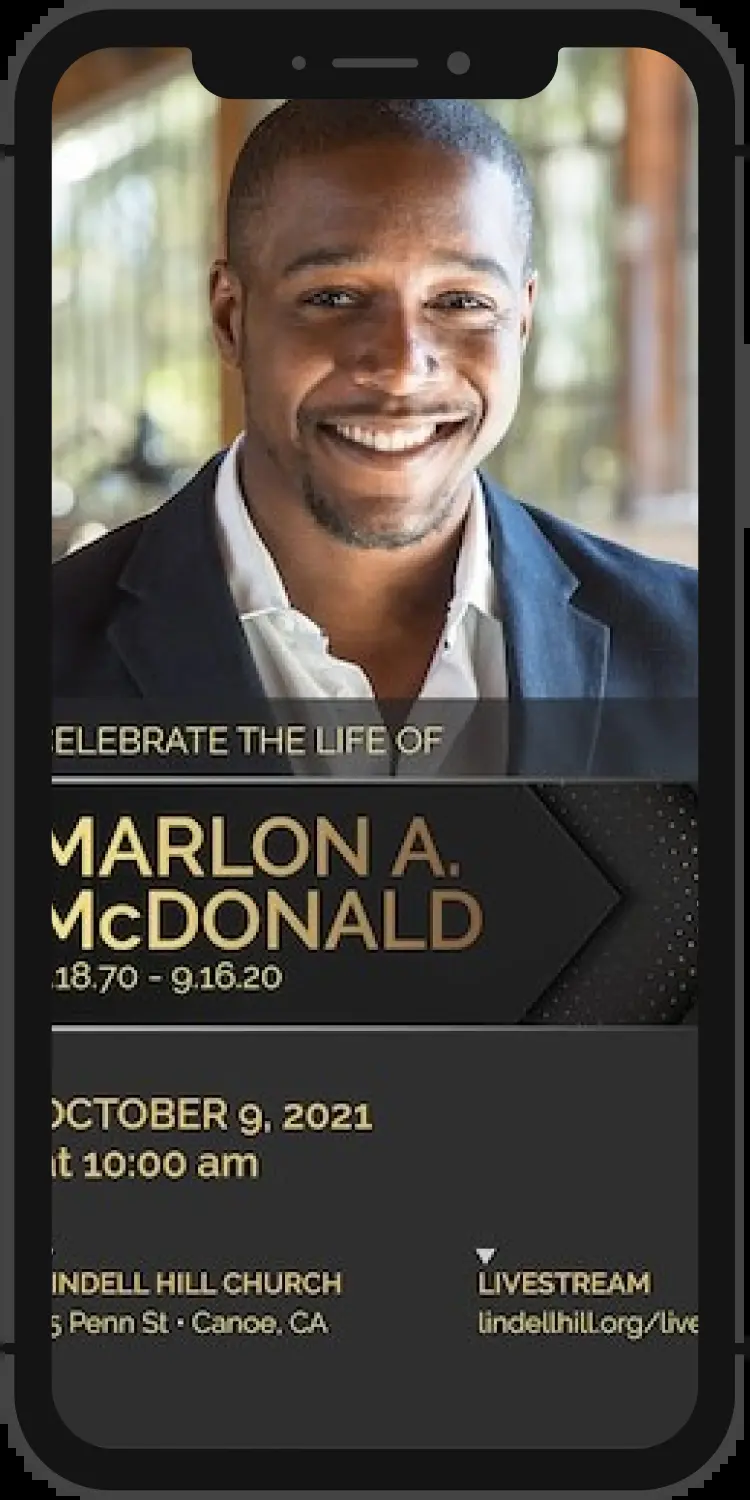 CELEBRATE THE LIFE OF
MARLON A.
McDONALD
.18.70 - 9.16.20
OCTOBER 9, 2021
at 10:00 am
INDELL HILL CHURCH
5 Penn St • Canoe, CA
LIVESTREAM
lindellhill.org/live